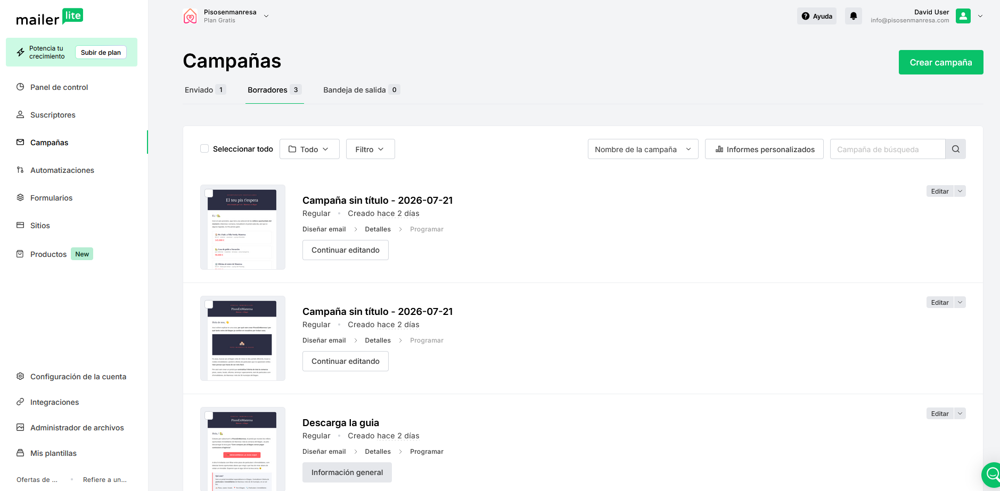 mailer lite
Pisosenmanresa
Plan Gratis
Ayuda
David User
info@pisosenmanresa.com
Potencia tu
crecimiento
Subir de plan
Panel de control
Suscriptores
Campañas
Automatizaciones
Formularios
Sitios
Productos New
Configuración de la cuenta
Integraciones
Administrador de archivos
Mis plantillas
Ofertas de ... • Refiere a un...
Campañas
Crear campaña
Enviado 1
Borradores 3
Bandeja de salida 0
Seleccionar todo
Todo
Filtro
Nombre de la campaña
Informes personalizados
Campaña de búsqueda
El teu pis t'espera
Campaña sin título - 2026-07-21
Regular • Creado hace 2 días
Diseñar email > Detalles > Programar
Continuar editando
Editar
PisosEnManresa
Campaña sin título - 2026-07-21
Regular • Creado hace 2 días
Diseñar email > Detalles > Programar
Continuar editando
Editar
PisosEnManresa
Descarga la guia
Regular • Creado hace 2 días
Diseñar email > Detalles > Programar
Información general
Editar